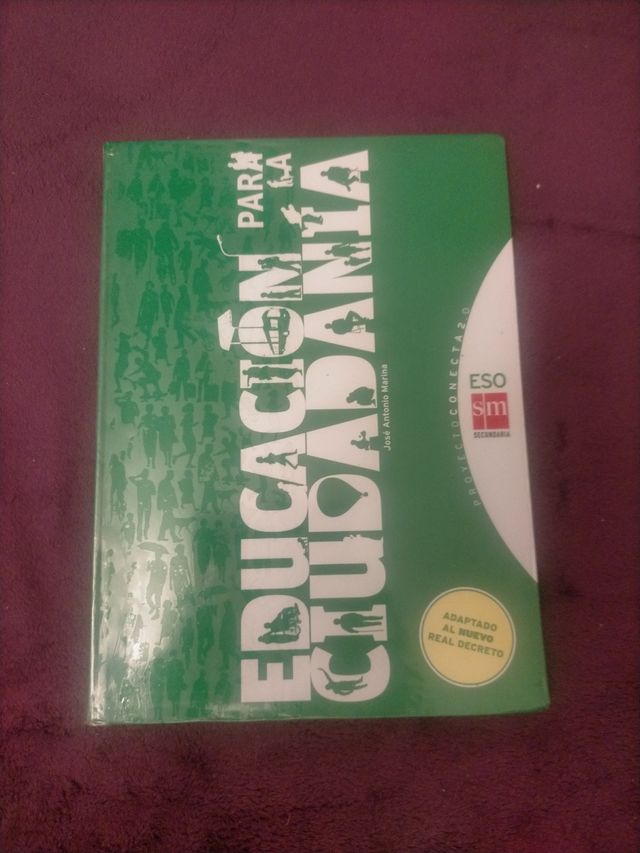 EDUCACIÓN PARA LA
CIUDADANÍA
José Antonio Marina
PROYECTO CONECTA 2.0
ESO
sm
SECUNDARIA
ADAPTADO
AL NUEVO
REAL DECRETO